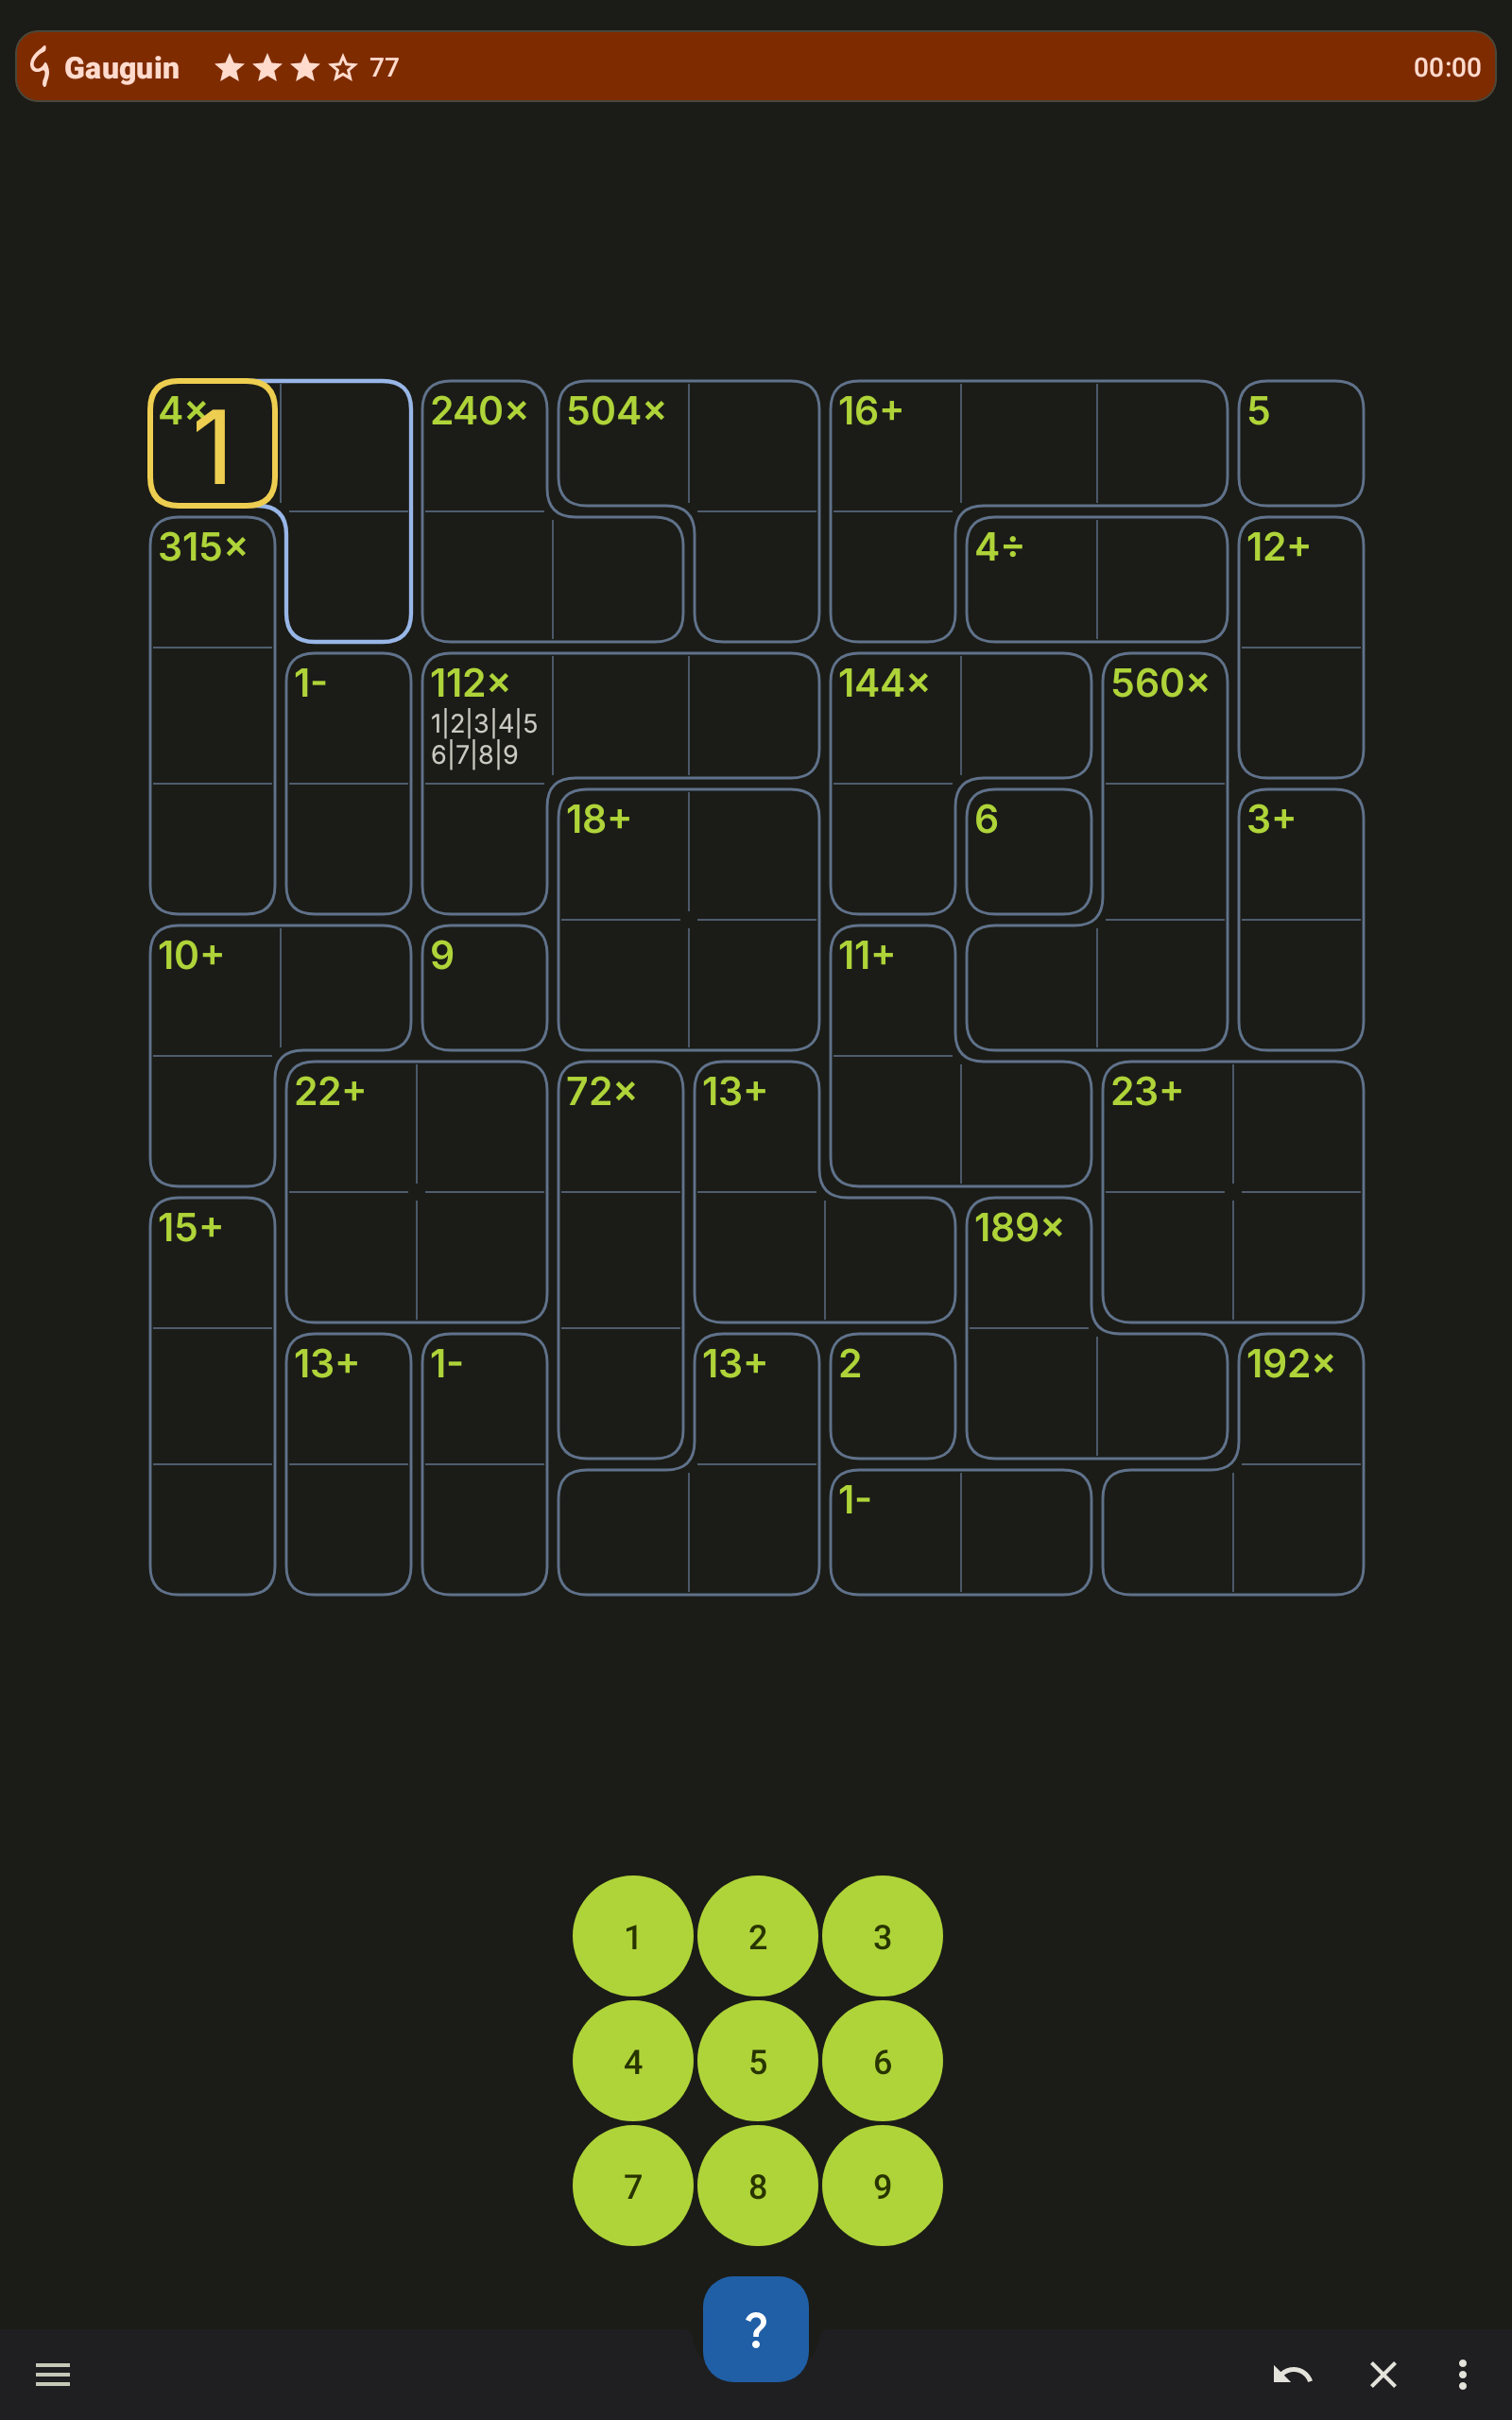 Gauguin 77 00:00
4× 1 240× 504× 16+ 5
315× 4÷ 12+
1- 112× 144× 560×
1|2|3|4|5
6|7|8|9
18+ 6 3+
10+ 9 11+
22+ 72× 13+ 23+
15+ 189×
13+ 1- 13+ 2 192×
1-
1 2 3
4 5 6
7 8 9
?